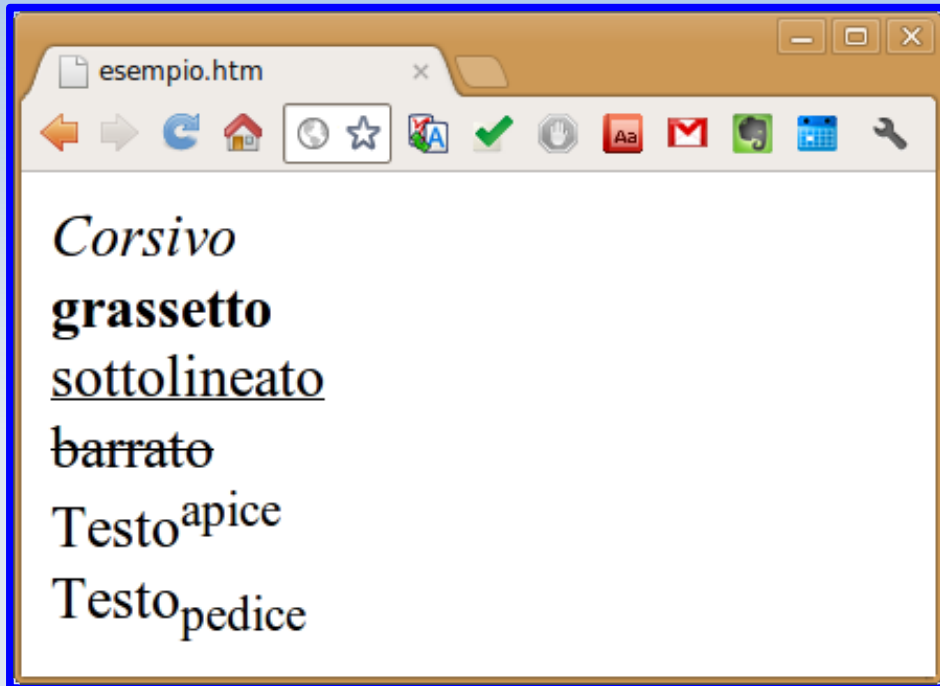 esempio.htm
Corsivo
grassetto
sottolineato
barrato
Testoapice
Testopedice